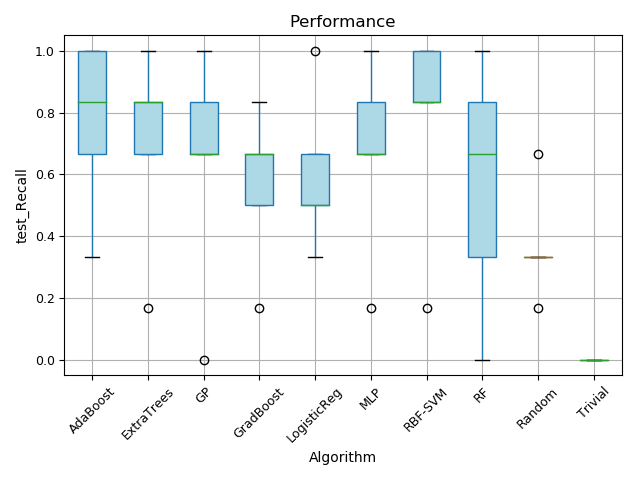 Performance
1.0
0.8
0.6
0.4
0.2
0.0
test_Recall
AdaBoost
ExtraTrees
GP
GradBoost
LogisticReg
MLP
RBF-SVM
RF
Random
Trivial
Algorithm